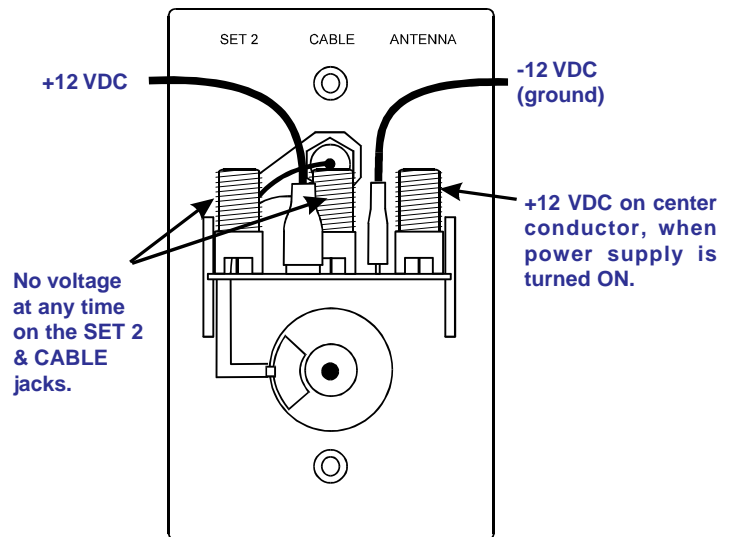 SET 2 CABLE ANTENNA
+12 VDC
-12 VDC
(ground)
+12 VDC on center
conductor, when
power supply is
turned ON.
No voltage
at any time
on the SET 2
& CABLE
jacks.